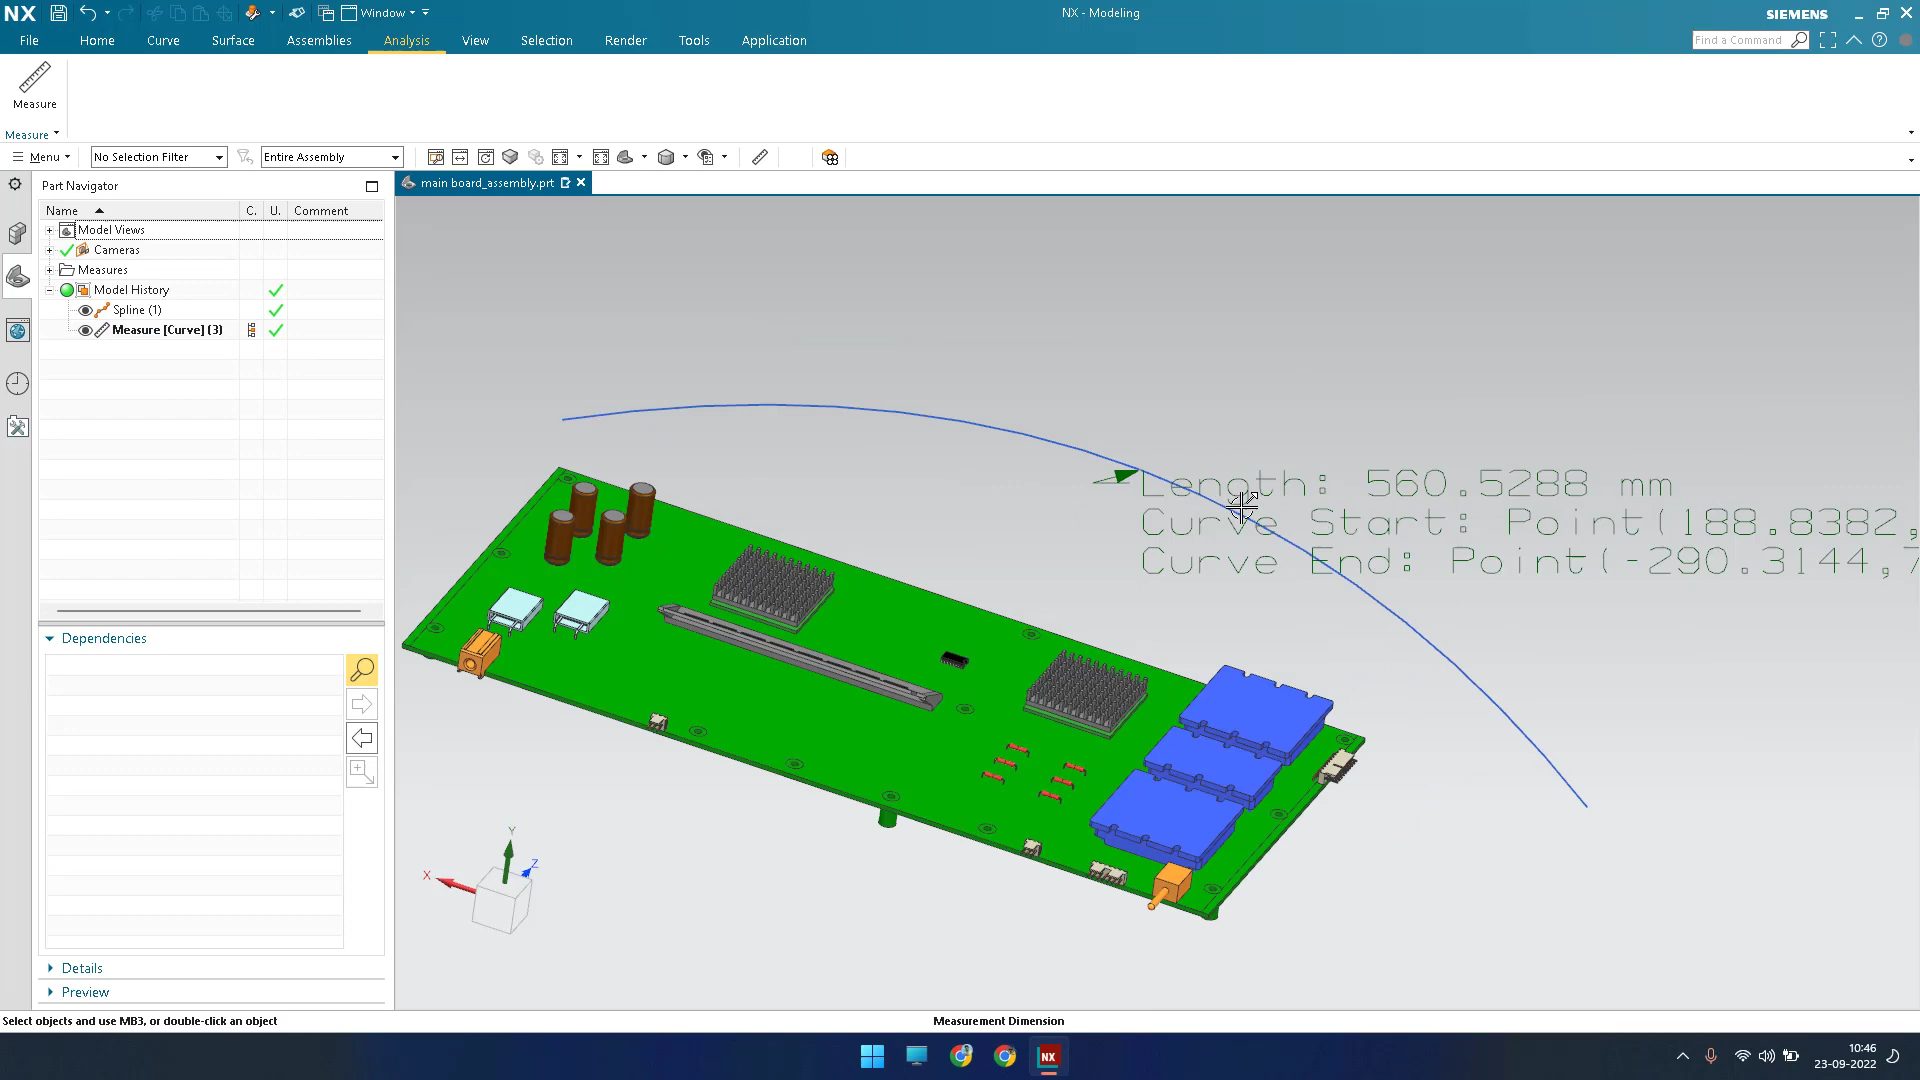 NX
Window
NX - Modeling
SIEMENS
File
Home
Curve
Surface
Assemblies
Analysis
View
Selection
Render
Tools
Application
Find a Command
Measure
Measure
Menu
No Selection Filter
Entire Assembly
Part Navigator
main board_assembly.prt
Name
C.
U.
Comment
Model Views
Cameras
Measures
Model History
Spline (1)
Measure [Curve] (3)
Length: 560.5288 mm
Curve Start: Point(188.8382,
Curve End: Point(-290.3144,7
Dependencies
Y
Z
X
Details
Preview
Select objects and use MB3, or double-click an object
Measurement Dimension
NX
10:46
23-09-2022